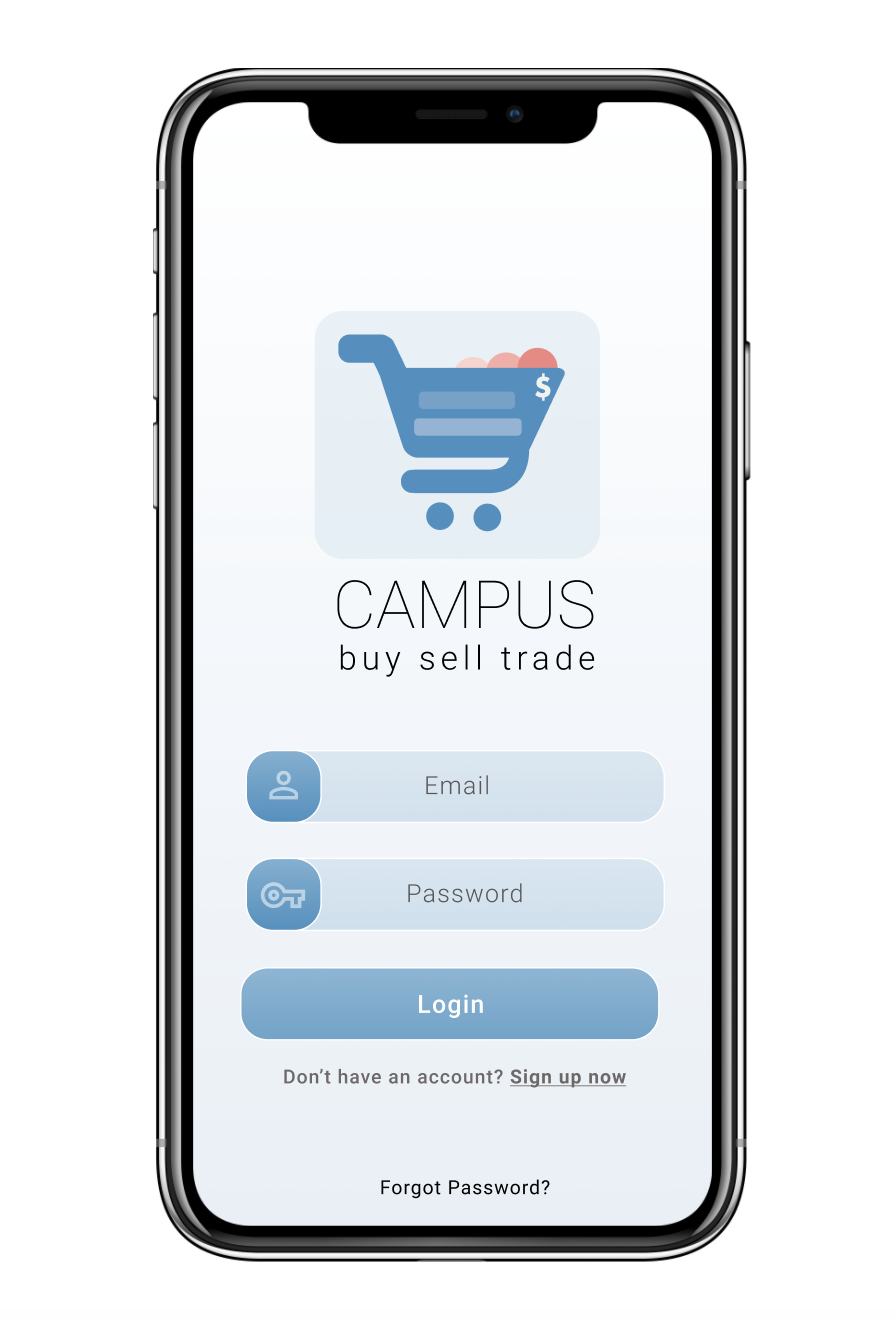 $
CAMPUS
buy sell trade
Email
Password
Login
Don’t have an account? Sign up now
Forgot Password?